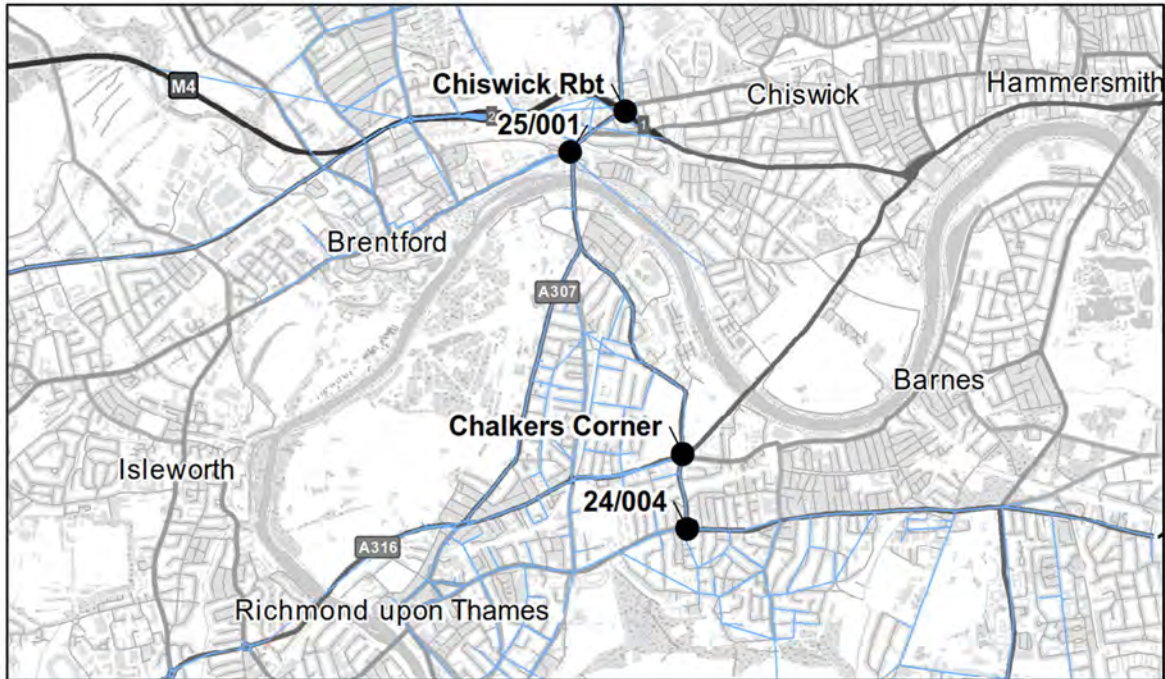 M4
Chiswick Rbt
Chiswick
Hammersmith
25/001
Brentford
A307
Barnes
Chalkers Corner
Isleworth
24/004
A316
Richmond upon Thames